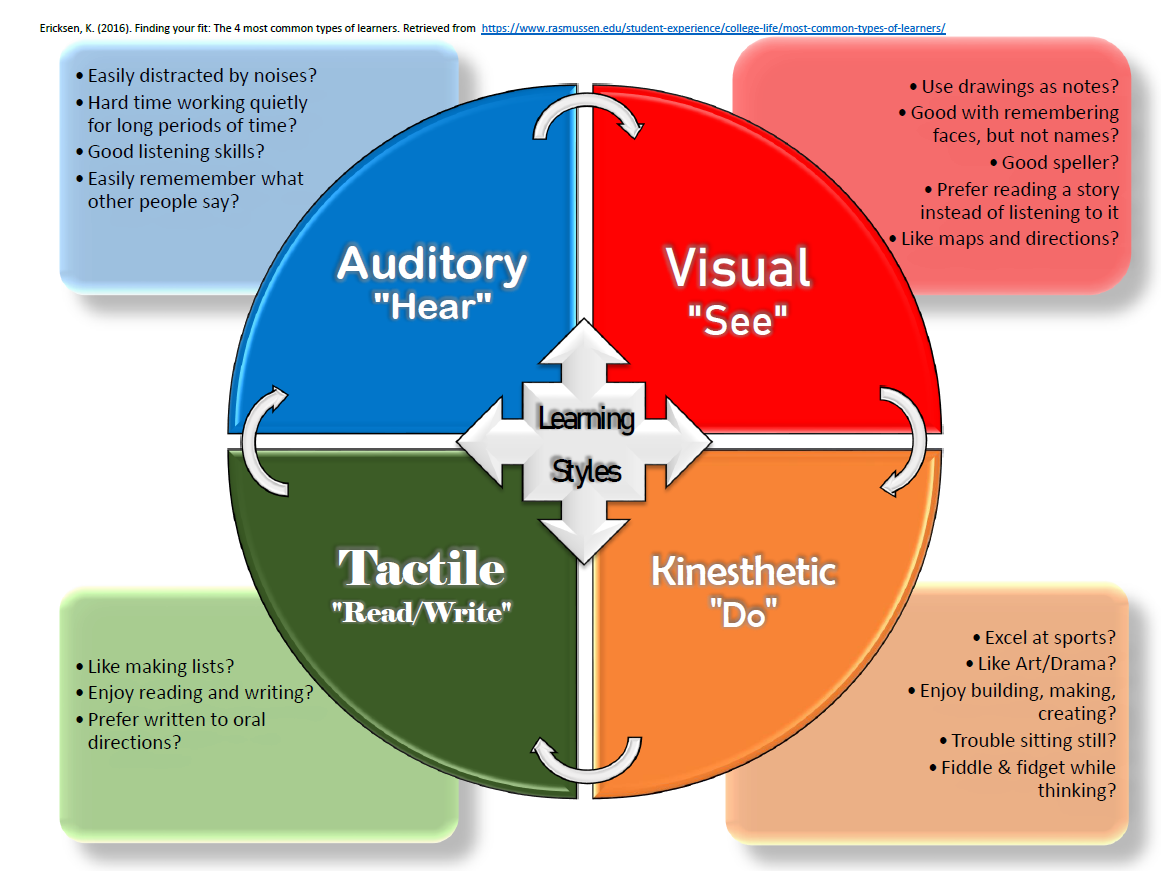 Ericksen, K. (2016). Finding your fit: The 4 most common types of learners. Retrieved from https://www.rasmussen.edu/student-experience/college-life/most-common-types-of-learners/
• Easily distracted by noises?
• Hard time working quietly
for long periods of time?
• Good listening skills?
• Easily rememember what
other people say?
• Use drawings as notes?
• Good with remembering
faces, but not names?
• Good speller?
• Prefer reading a story
instead of listening to it
• Like maps and directions?
Auditory
"Hear"
Visual
"See"
Learning
Styles
Tactile
"Read/Write"
Kinesthetic
"Do"
• Like making lists?
• Enjoy reading and writing?
• Prefer written to oral
directions?
• Excel at sports?
• Like Art/Drama?
• Enjoy building, making,
creating?
• Trouble sitting still?
• Fiddle & fidget while
thinking?